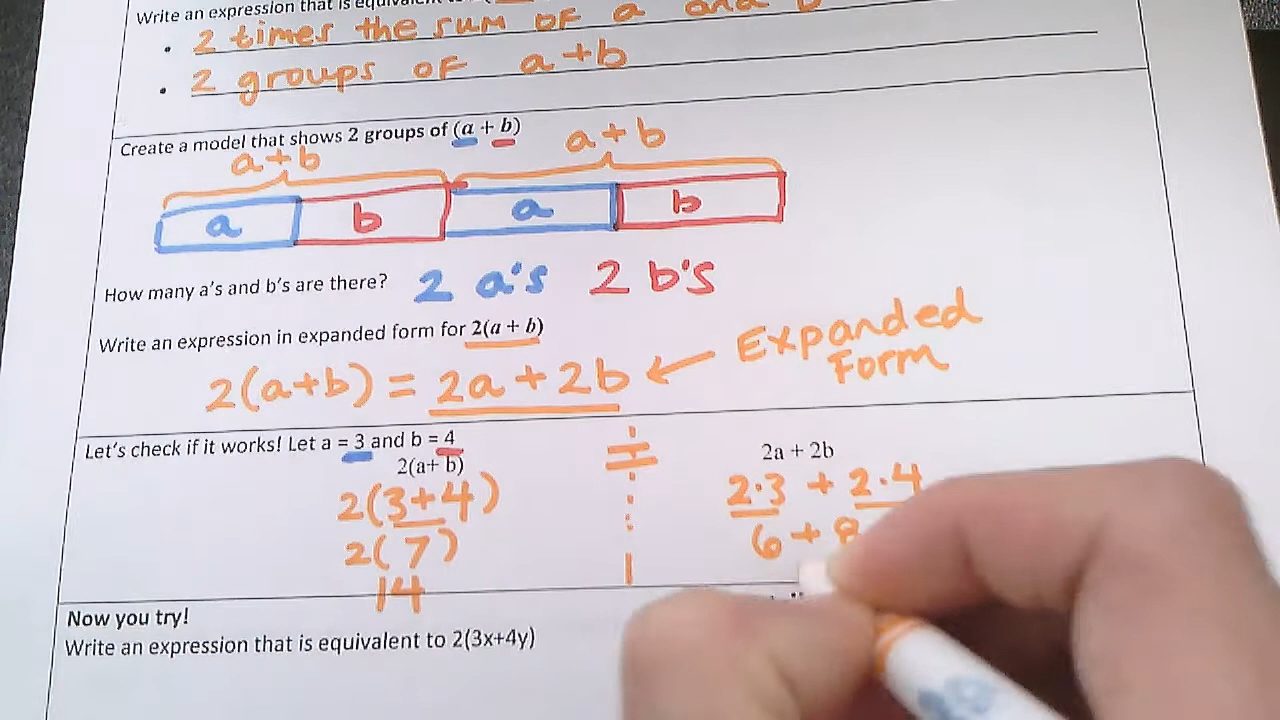 Write an expression that is
• 2 times the sum of a and
• 2 groups of a+b
Create a model that shows 2 groups of (a + b)
a+b a+b
a b a b
How many a's and b's are there? 2 a's 2 b's
Write an expression in expanded form for 2(a + b)
2(a+b) = 2a + 2b ← Expanded Form
Let's check if it works! Let a = 3 and b = 4
2(a+ b) = 2a + 2b
2(3+4) 2·3 + 2·4
2(7) 6 + 8
14
Now you try!
Write an expression that is equivalent to 2(3x+4y)